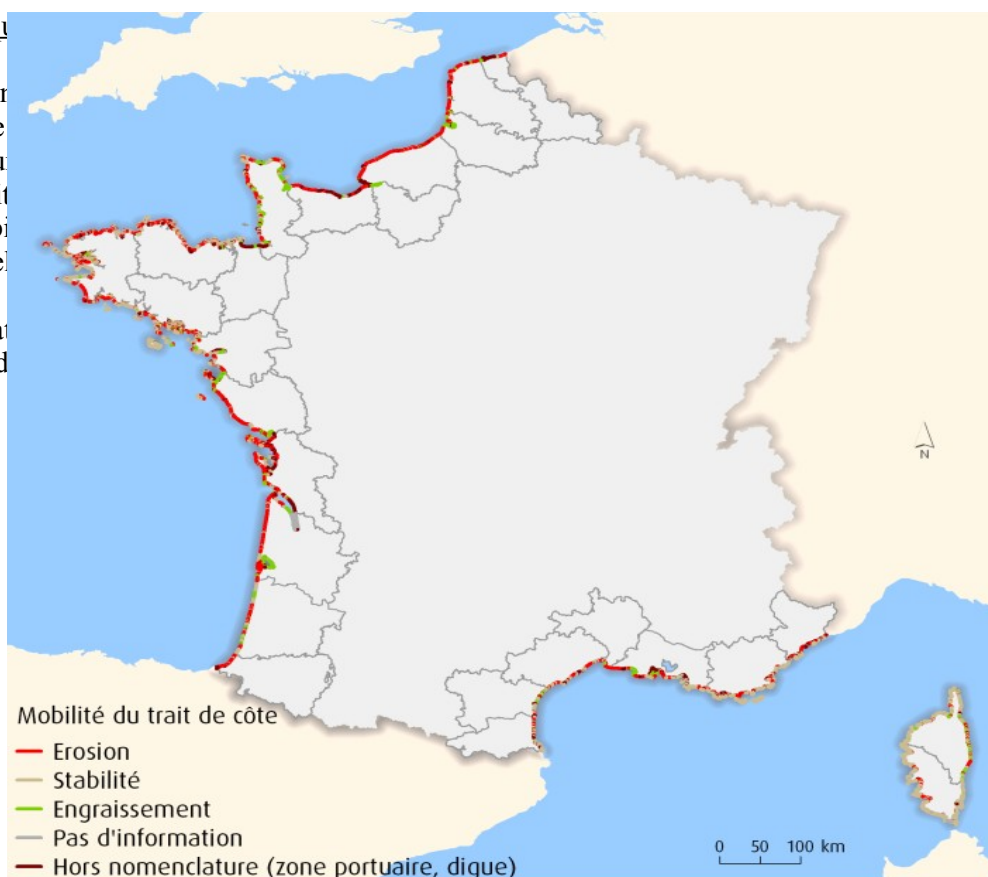 N
Mobilité du trait de côte
Erosion
Stabilité
Engraissement
Pas d'information
Hors nomenclature (zone portuaire, digue)
0 50 100 km